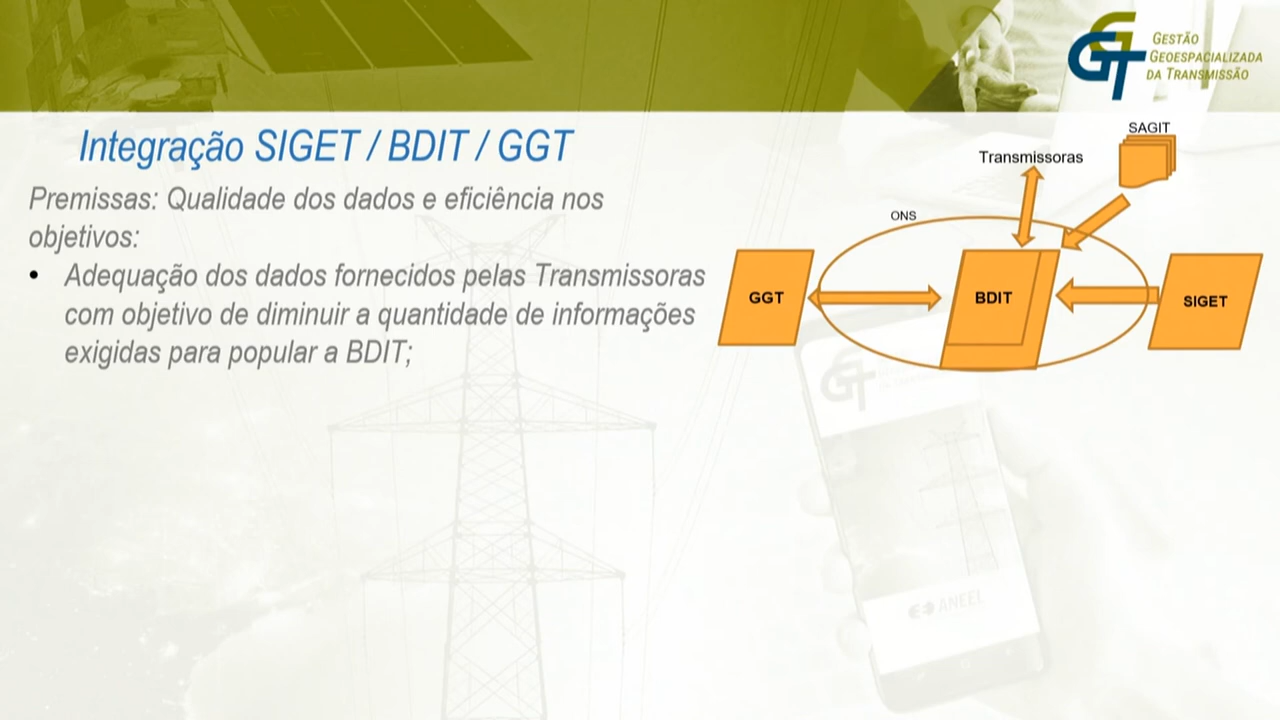 GESTÃO
GEOESPACIALIZADA
DA TRANSMISSÃO
Integração SIGET / BDIT / GGT
Premissas: Qualidade dos dados e eficiência nos
objetivos:
• Adequação dos dados fornecidos pelas Transmissoras
com objetivo de diminuir a quantidade de informações
exigidas para popular a BDIT;
SAGIT
Transmissoras
ONS
GGT
BDIT
SIGET
ANEEL